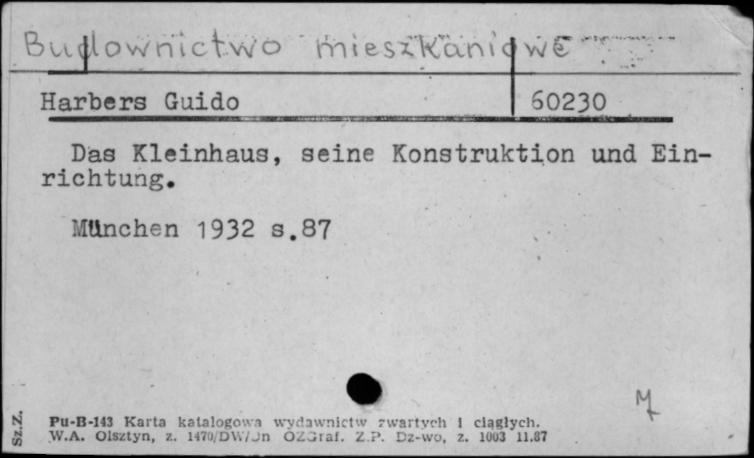 Budownictwo mieszkaniowe
Harbers Guido 60230
Das Kleinhaus, seine Konstruktion und Ein-
richtung.
München 1932 s.87
Sz.Z.
Pu-B-143 Karta katalogowa wydawnictw zwartych i ciągłych.
W.A. Olsztyn, z. 1470/DW/Jn OZGraf. Z.P. Dz-wo, z. 1003 11.87